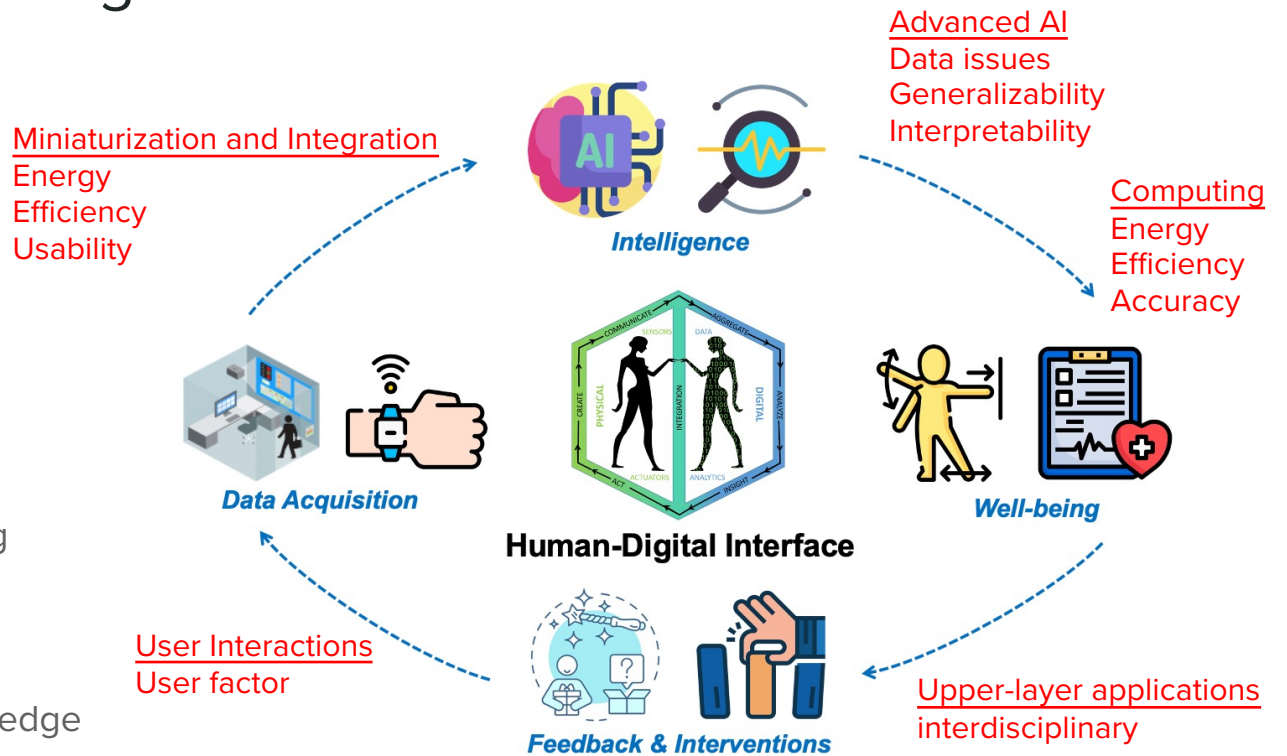 g
Advanced AI
Data issues
Generalizability
Interpretability
Miniaturization and Integration
Energy
Efficiency
Usability
AI
Intelligence
Computing
Energy
Efficiency
Accuracy
COMMUNICATE
AGGREGATE
SENSORS
DATA
CREATE
PHYSICAL
INTEGRATION
DIGITAL
ANALYZE
ACTUATORS
ANALYTICS
ACT
INSIGHT
Data Acquisition
Well-being
g
Human-Digital Interface
?
User Interactions
User factor
Upper-layer applications
interdisciplinary
edge
Feedback & Interventions